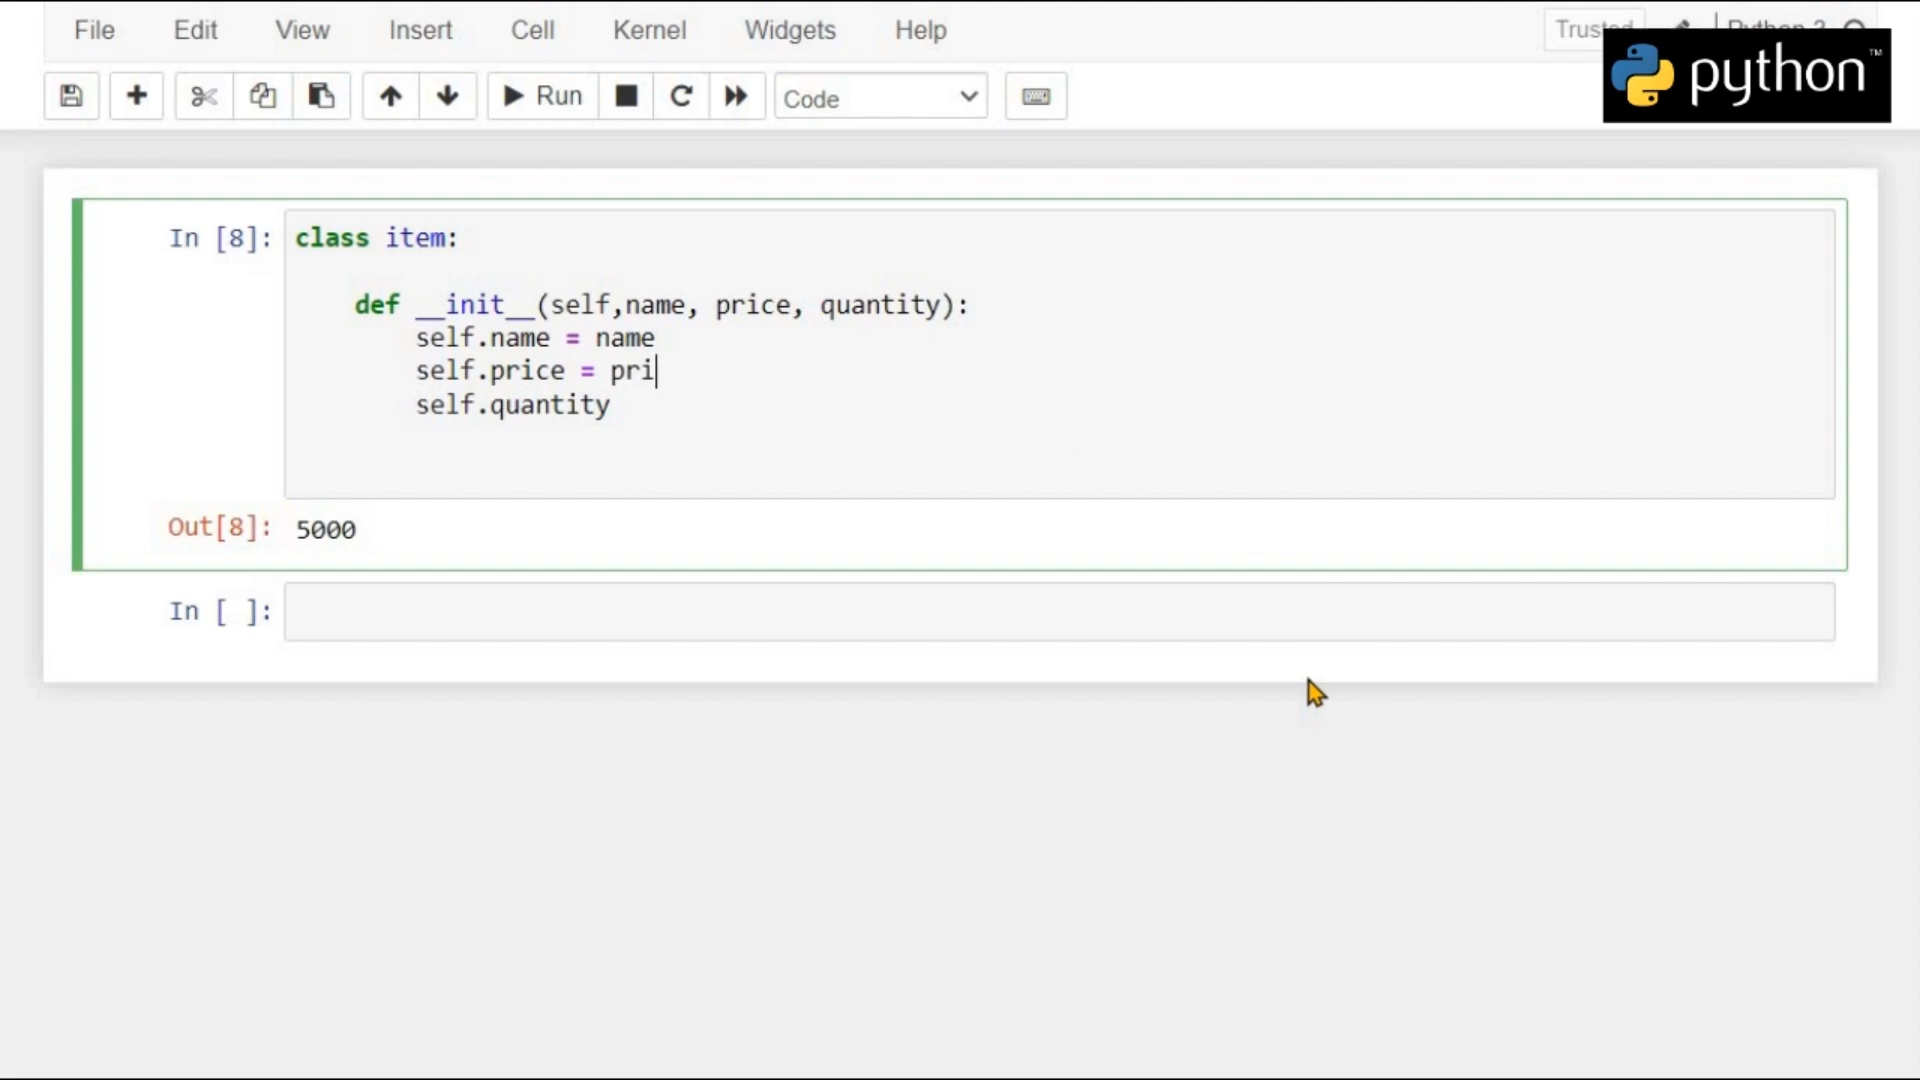 File Edit View Insert Cell Kernel Widgets Help Trusted Python 3
Run Code python™
In [8]: class item:
def __init__(self,name, price, quantity):
self.name = name
self.price = pri
self.quantity
Out[8]: 5000
In [ ]: